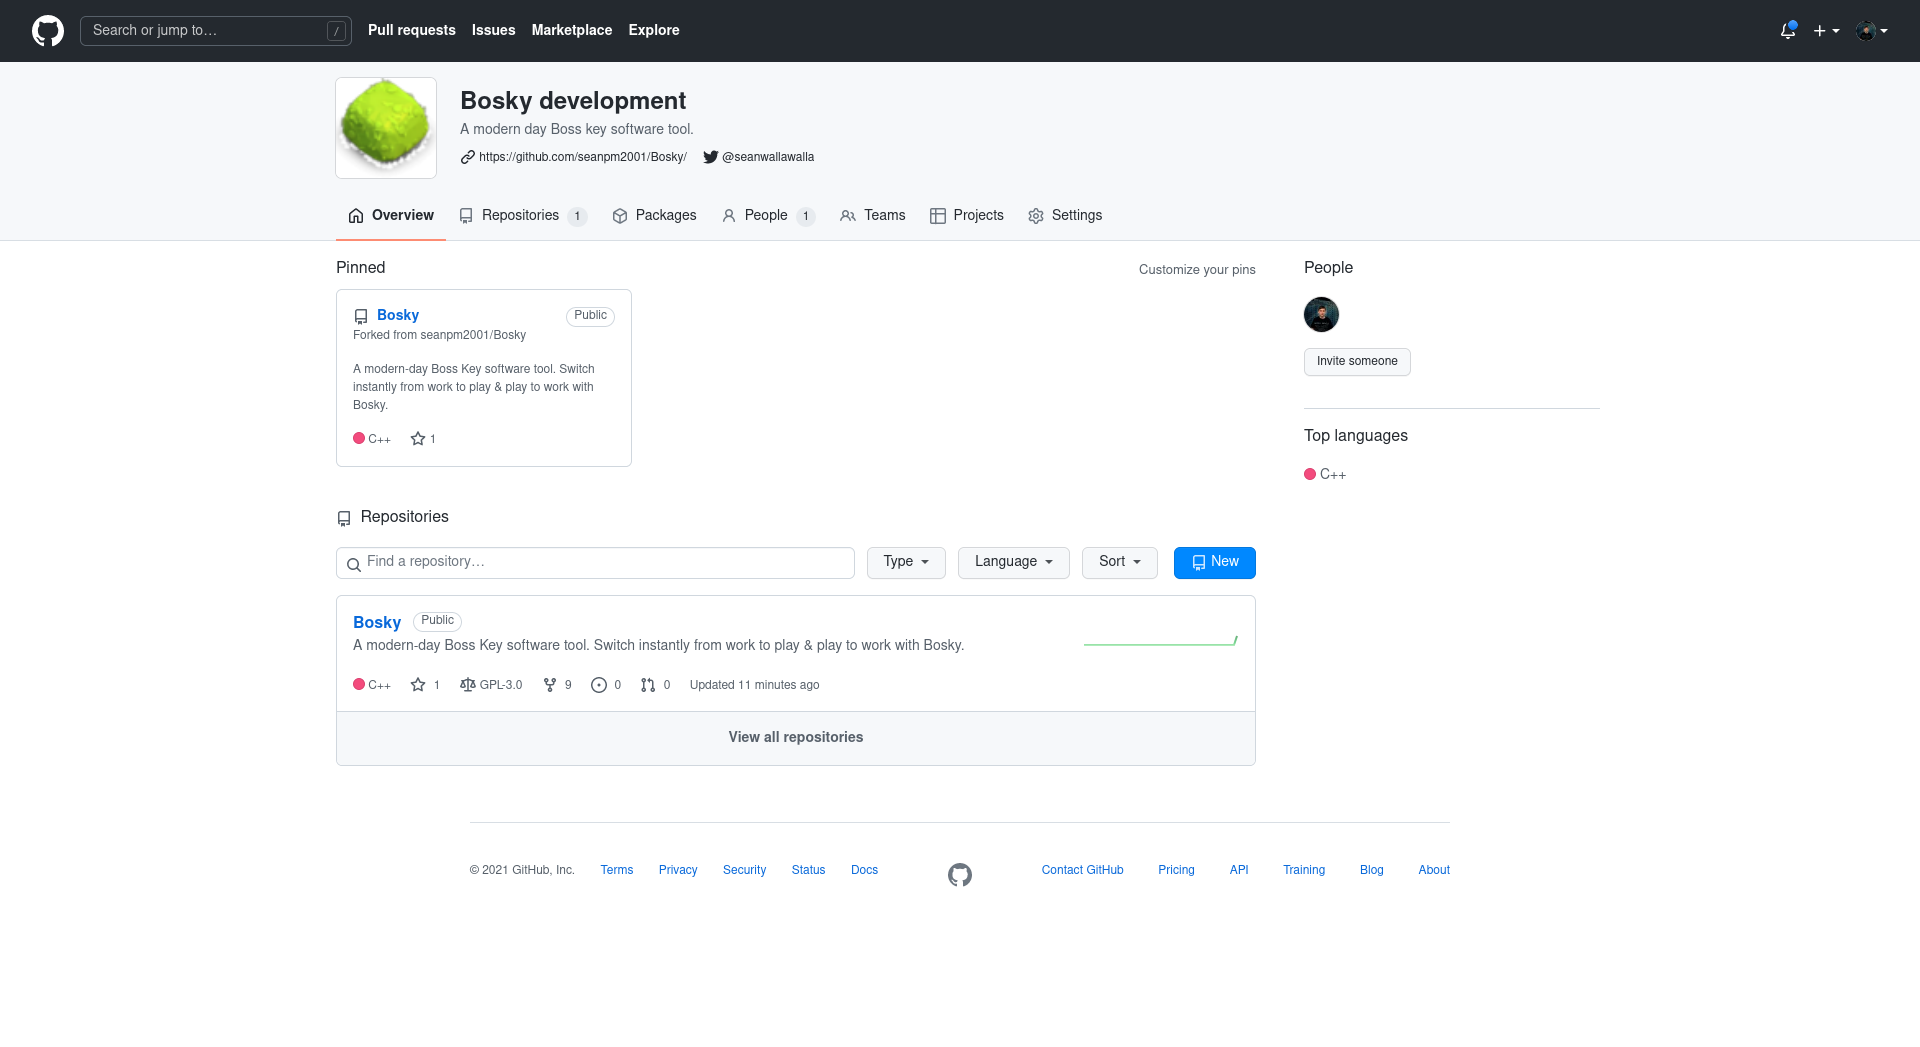 Search or jump to… /
Pull requests Issues Marketplace Explore
Bosky development
A modern day Boss key software tool.
https://github.com/seanpm2001/Bosky/ @seanwallawalla
Overview Repositories 1 Packages People 1 Teams Projects Settings
Pinned
Customize your pins
Bosky Public
Forked from seanpm2001/Bosky
A modern-day Boss Key software tool. Switch
instantly from work to play & play to work with
Bosky.
C++ 1
People
Invite someone
Top languages
C++
Repositories
Find a repository… Type Language Sort New
Bosky Public
A modern-day Boss Key software tool. Switch instantly from work to play & play to work with Bosky.
C++ 1 GPL-3.0 9 0 0 Updated 11 minutes ago
View all repositories
© 2021 GitHub, Inc. Terms Privacy Security Status Docs Contact GitHub Pricing API Training Blog About